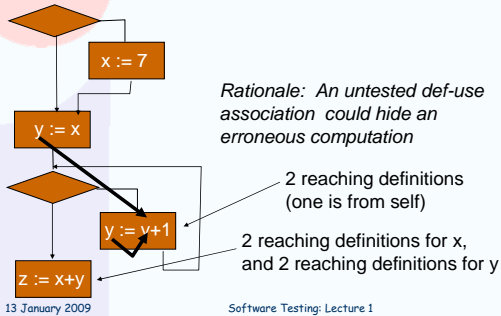 x := 7
Rationale: An untested def-use
association could hide an
erroneous computation
y := x
2 reaching definitions
(one is from self)
y := y+1
2 reaching definitions for x,
and 2 reaching definitions for y
z := x+y
13 January 2009
Software Testing: Lecture 1